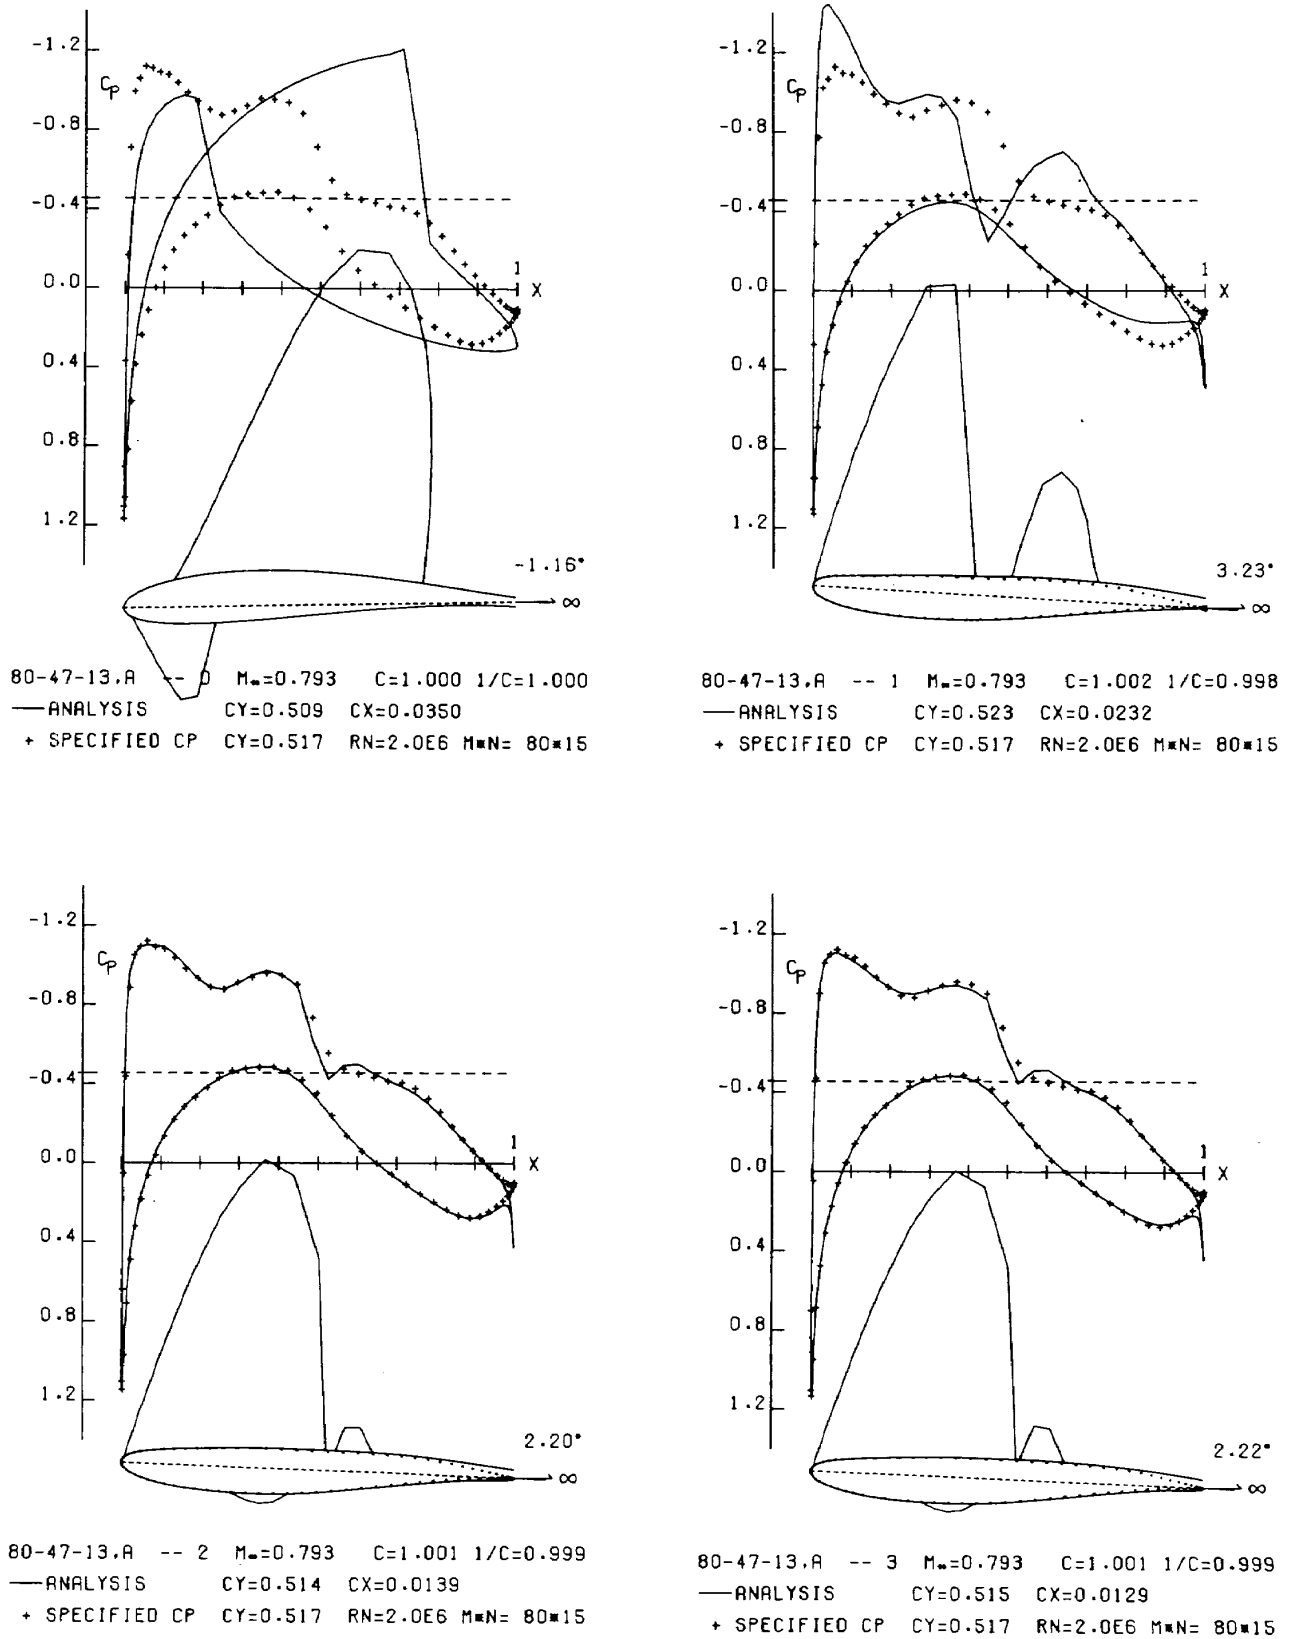 -1.2
Cp
-0.8
-0.4
0.0
1
X
0.4
0.8
1.2
-1.16°
∞
80-47-13.A -- 0 M∞=0.793 C=1.000 1/C=1.000
ANALYSIS CY=0.509 CX=0.0350
+ SPECIFIED CP CY=0.517 RN=2.0E6 M*N= 80*15
-1.2
Cp
-0.8
-0.4
0.0
1
X
0.4
0.8
1.2
3.23°
∞
80-47-13.A -- 1 M∞=0.793 C=1.002 1/C=0.998
ANALYSIS CY=0.523 CX=0.0232
+ SPECIFIED CP CY=0.517 RN=2.0E6 M*N= 80*15
-1.2
Cp
-0.8
-0.4
0.0
1
X
0.4
0.8
1.2
2.20°
∞
80-47-13.A -- 2 M∞=0.793 C=1.001 1/C=0.999
ANALYSIS CY=0.514 CX=0.0139
+ SPECIFIED CP CY=0.517 RN=2.0E6 M*N= 80*15
-1.2
Cp
-0.8
-0.4
0.0
1
X
0.4
0.8
1.2
2.22°
∞
80-47-13.A -- 3 M∞=0.793 C=1.001 1/C=0.999
ANALYSIS CY=0.515 CX=0.0129
+ SPECIFIED CP CY=0.517 RN=2.0E6 M*N= 80*15